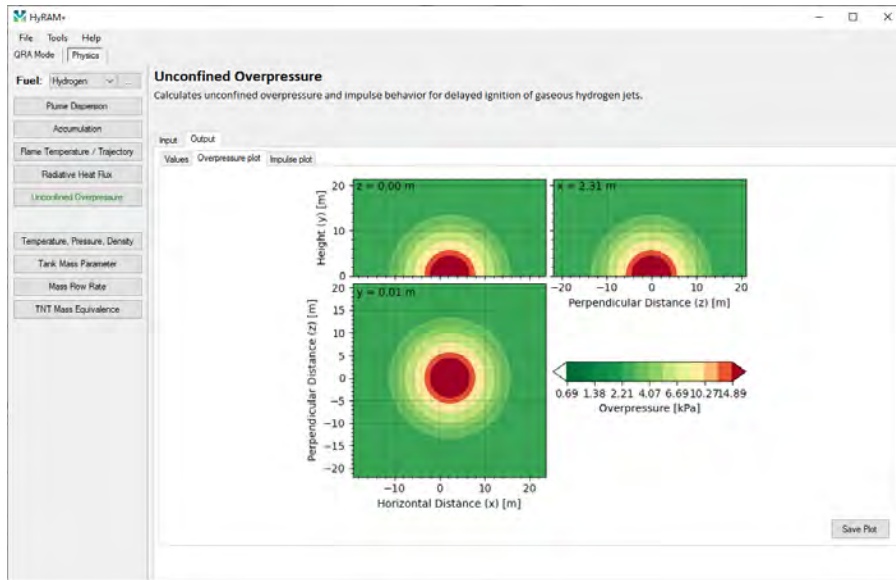 HyRAM+
File Tools Help
QRA Mode Physics
Fuel: Hydrogen ...
Plume Dispersion
Accumulation
Flame Temperature / Trajectory
Radiative Heat Flux
Unconfined Overpressure
Temperature, Pressure, Density
Tank Mass Parameter
Mass Flow Rate
TNT Mass Equivalence
Unconfined Overpressure
Calculates unconfined overpressure and impulse behavior for delayed ignition of gaseous hydrogen jets.
Input Output
Values Overpressure plot Impulse plot
z = 0.00 m
20
10
0
Height (y) [m]
x = 2.31 m
−20 −10 0 10 20
Perpendicular Distance (z) [m]
y = 0.01 m
20
15
10
5
0
−5
−10
−15
−20
Perpendicular Distance (z) [m]
−10 0 10 20
Horizontal Distance (x) [m]
0.69 1.38 2.21 4.07 6.69 10.27 14.89
Overpressure [kPa]
Save Plot